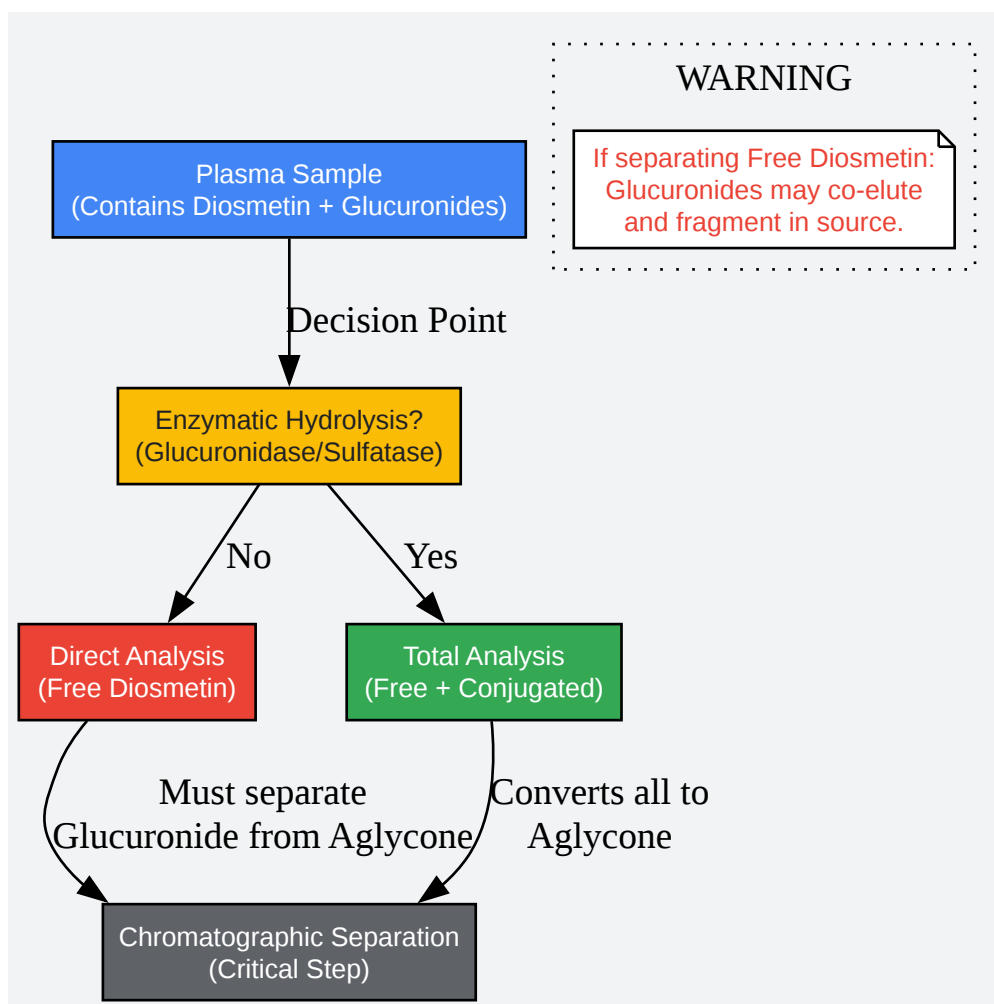 WARNING
If separating Free Diosmetin:
Glucuronides may co-elute
and fragment in source.
Plasma Sample
(Contains Diosmetin + Glucuronides)
Decision Point
Enzymatic Hydrolysis?
(Glucuronidase/Sulfatase)
No
Yes
Direct Analysis
(Free Diosmetin)
Total Analysis
(Free + Conjugated)
Must separate
Glucuronide from Aglycone
Converts all to
Aglycone
Chromatographic Separation
(Critical Step)